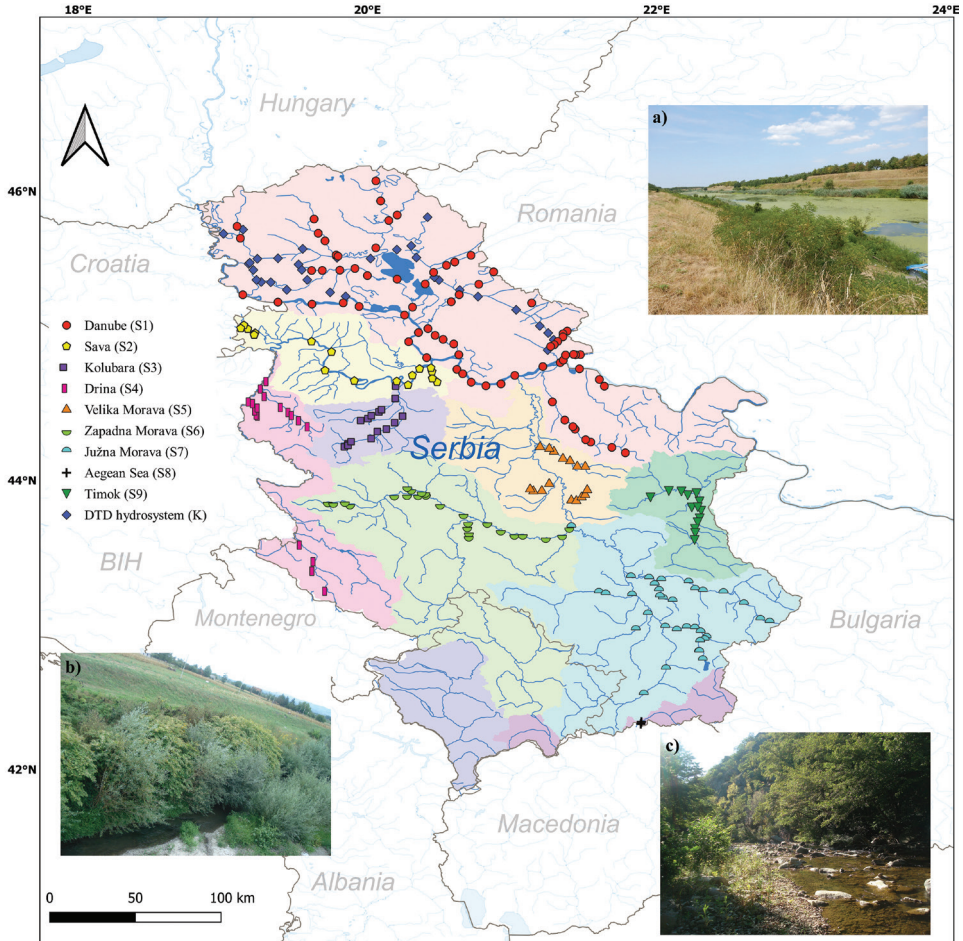 18°E 20°E 22°E 24°E
Hungary
a)
46°N
Romania
Croatia
Danube (S1)
Sava (S2)
Kolubara (S3)
Drina (S4)
Velika Morava (S5)
Zapadna Morava (S6)
Južna Morava (S7)
Aegean Sea (S8)
Timok (S9)
DTD hydrosystem (K)
Serbia
44°N
BIH
Montenegro
Bulgaria
b)
c)
42°N
Macedonia
Albania
0 50 100 km